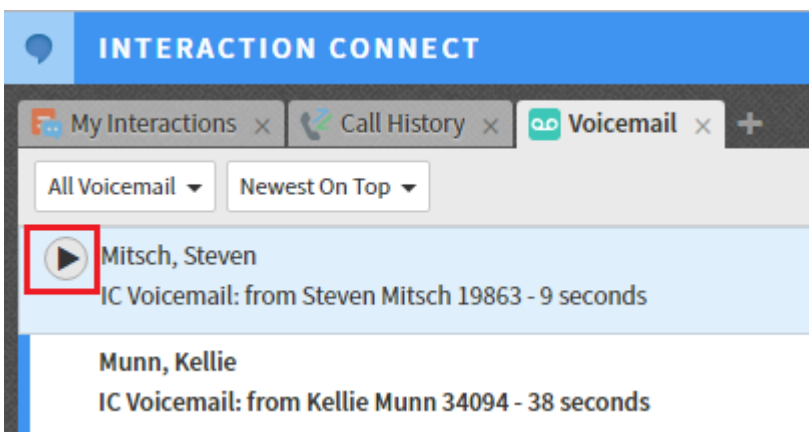 INTERACTION CONNECT
My Interactions Call History Voicemail
All Voicemail Newest On Top
Mitsch, Steven
IC Voicemail: from Steven Mitsch 19863 - 9 seconds
Munn, Kellie
IC Voicemail: from Kellie Munn 34094 - 38 seconds